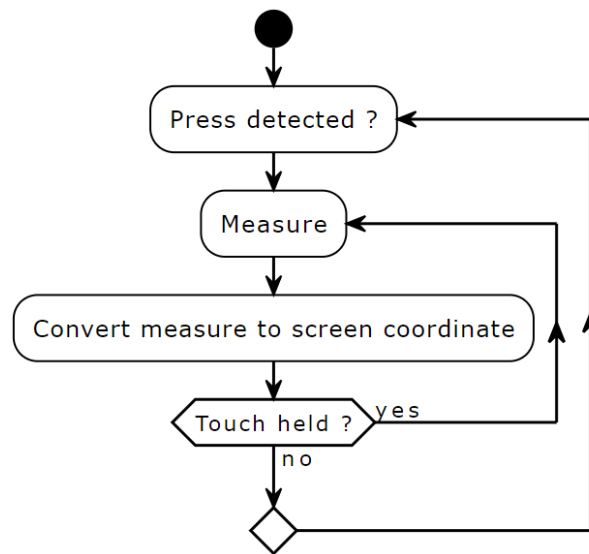 Press detected ?
Measure
Convert measure to screen coordinate
Touch held ?
yes
no